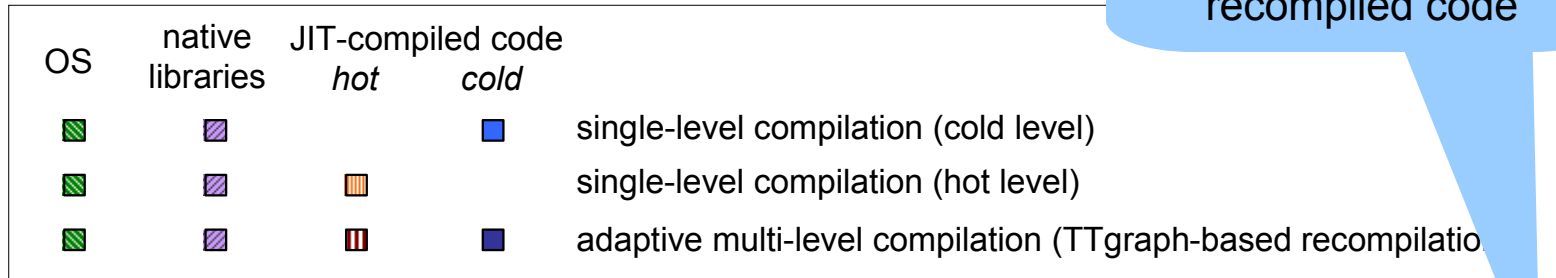 recompiled code
OS native libraries JIT-compiled code
hot cold
single-level compilation (cold level)
single-level compilation (hot level)
adaptive multi-level compilation (TTgraph-based